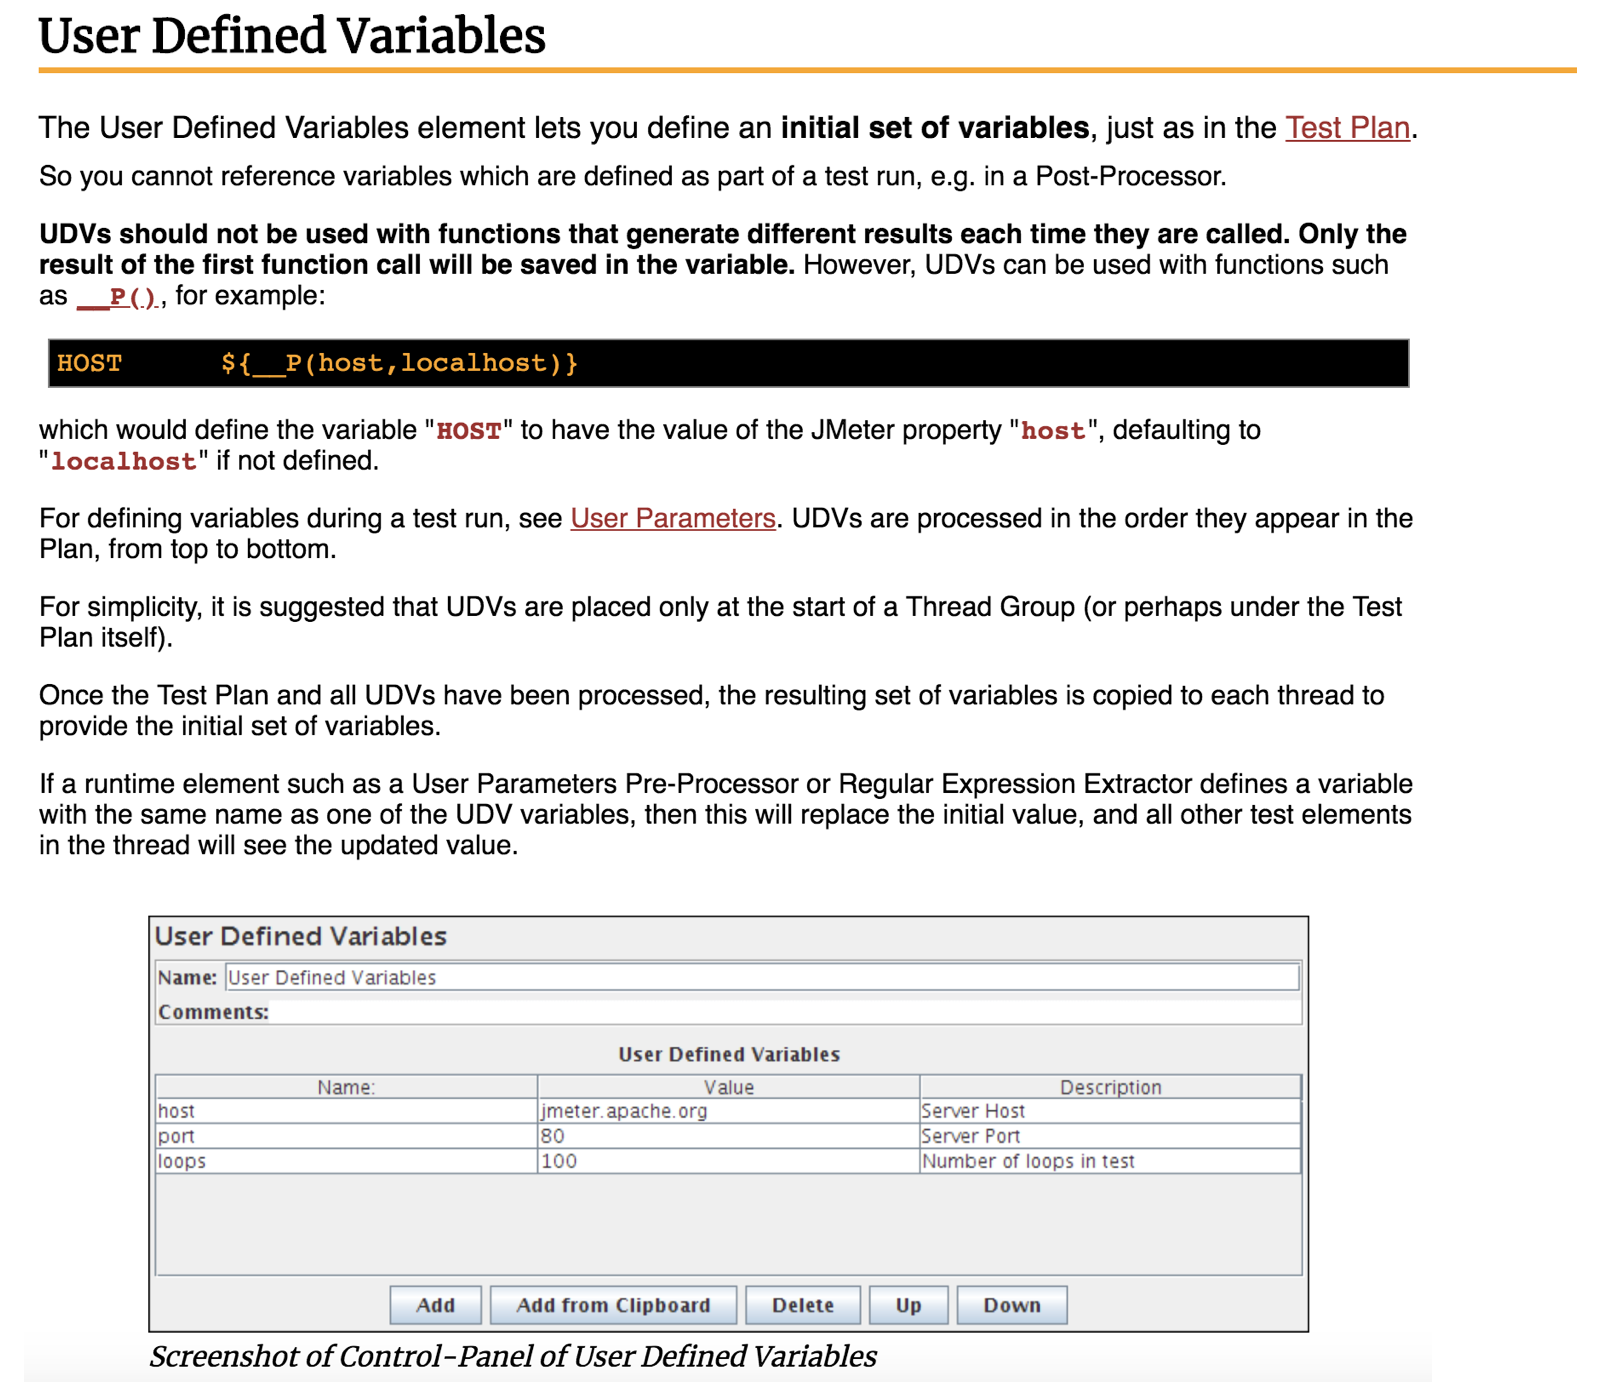 User Defined Variables
The User Defined Variables element lets you define an initial set of variables, just as in the Test Plan.
So you cannot reference variables which are defined as part of a test run, e.g. in a Post-Processor.
UDVs should not be used with functions that generate different results each time they are called. Only the
result of the first function call will be saved in the variable. However, UDVs can be used with functions such
as __P(), for example:
HOST      ${__P(host,localhost)}
which would define the variable "HOST" to have the value of the JMeter property "host", defaulting to
"localhost" if not defined.
For defining variables during a test run, see User Parameters. UDVs are processed in the order they appear in the
Plan, from top to bottom.
For simplicity, it is suggested that UDVs are placed only at the start of a Thread Group (or perhaps under the Test
Plan itself).
Once the Test Plan and all UDVs have been processed, the resulting set of variables is copied to each thread to
provide the initial set of variables.
If a runtime element such as a User Parameters Pre-Processor or Regular Expression Extractor defines a variable
with the same name as one of the UDV variables, then this will replace the initial value, and all other test elements
in the thread will see the updated value.
User Defined Variables
Name: User Defined Variables
Comments:
User Defined Variables
Name: Value Description
host jmeter.apache.org Server Host
port 80 Server Port
loops 100 Number of loops in test
Add Add from Clipboard Delete Up Down
Screenshot of Control-Panel of User Defined Variables